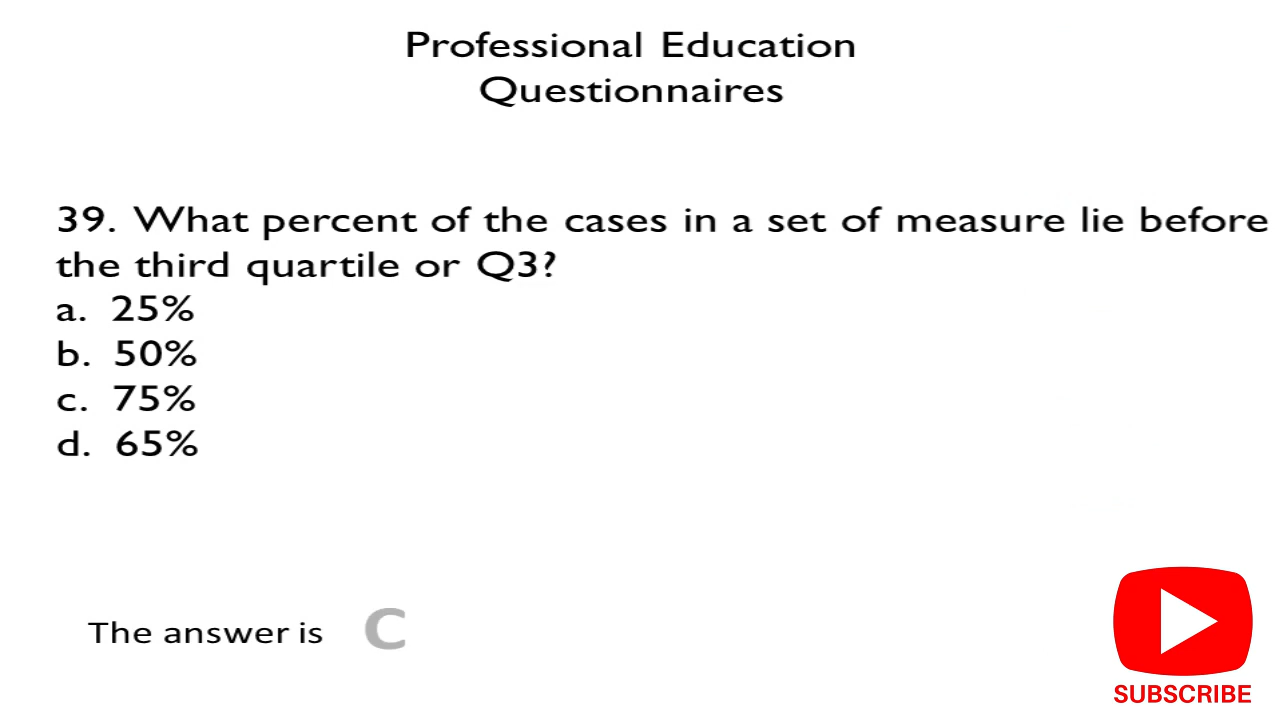 Professional Education
Questionnaires
39. What percent of the cases in a set of measure lie before
the third quartile or Q3?
a. 25%
b. 50%
c. 75%
d. 65%
The answer is C
SUBSCRIBE